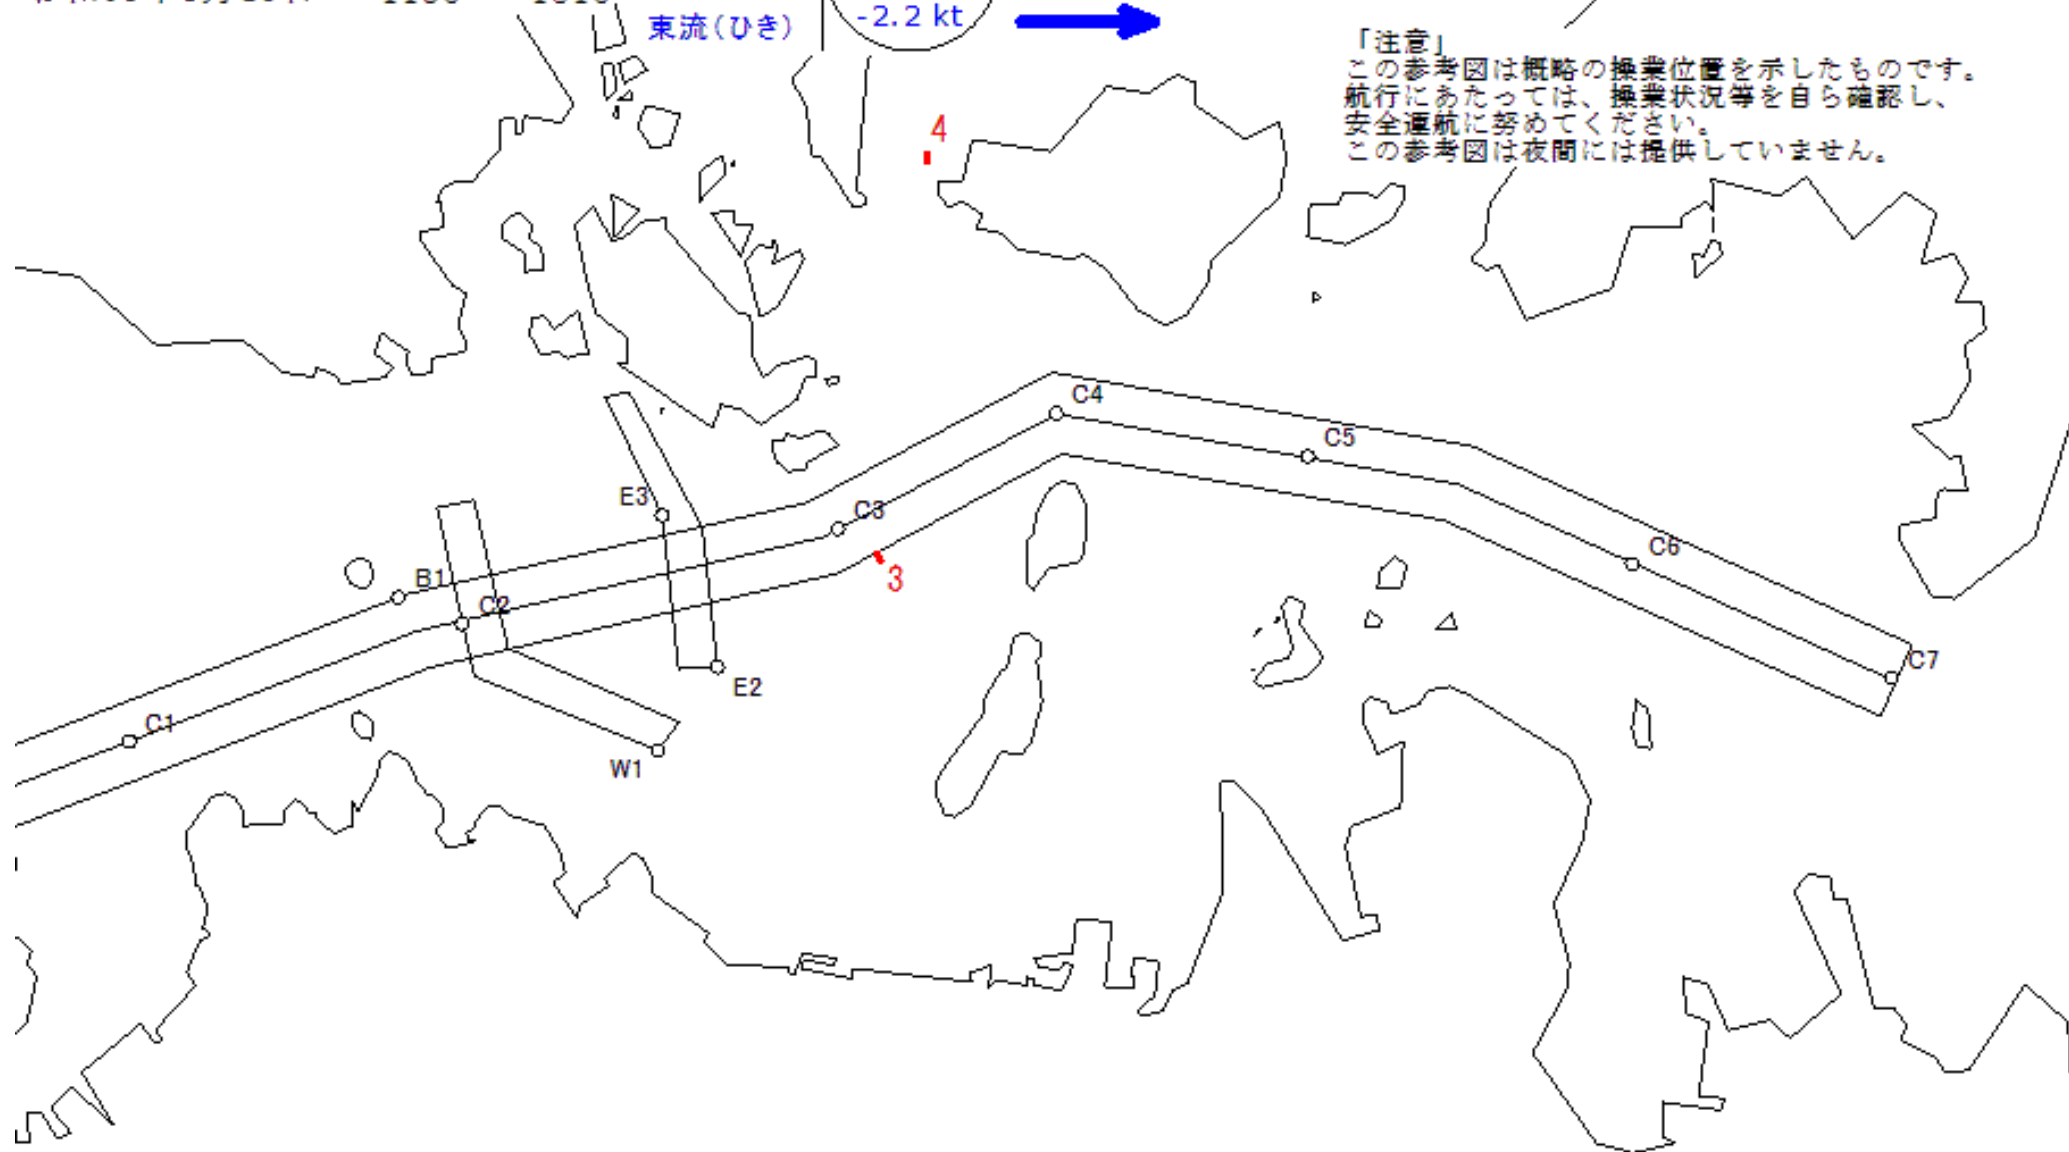 東流(ひき)
-2.2 kt
「注意」
この参考図は概略の操業位置を示したものです。
航行にあたっては、操業状況等を自ら確認し、
安全運航に努めてください。
この参考図は夜間には提供していません。
4
C4
C5
E3
C3
C6
3
B1
C2
C7
E2
C1
W1